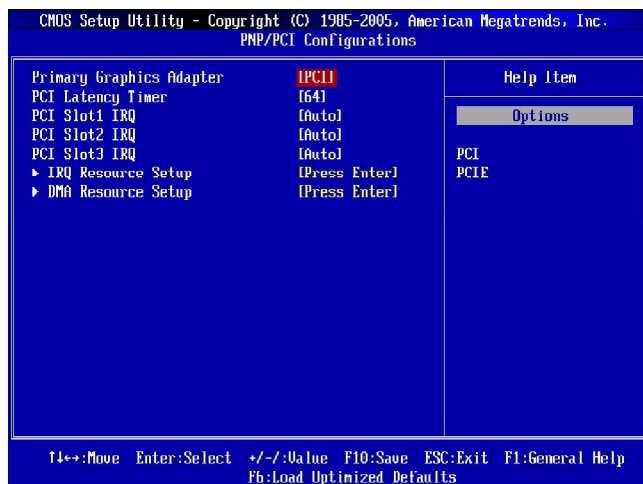 CMOS Setup Utility - Copyright (C) 1985-2005, American Megatrends, Inc.
PNP/PCI Configurations
Primary Graphics Adapter [PCI]
PCI Latency Timer [64]
PCI Slot1 IRQ [Auto]
PCI Slot2 IRQ [Auto]
PCI Slot3 IRQ [Auto]
▸ IRQ Resource Setup [Press Enter]
▸ DMA Resource Setup [Press Enter]
Help Item
Options
PCI
PCIE
↑↓←→:Move Enter:Select +/-/:Value F10:Save ESC:Exit F1:General Help
F6:Load Optimized Defaults